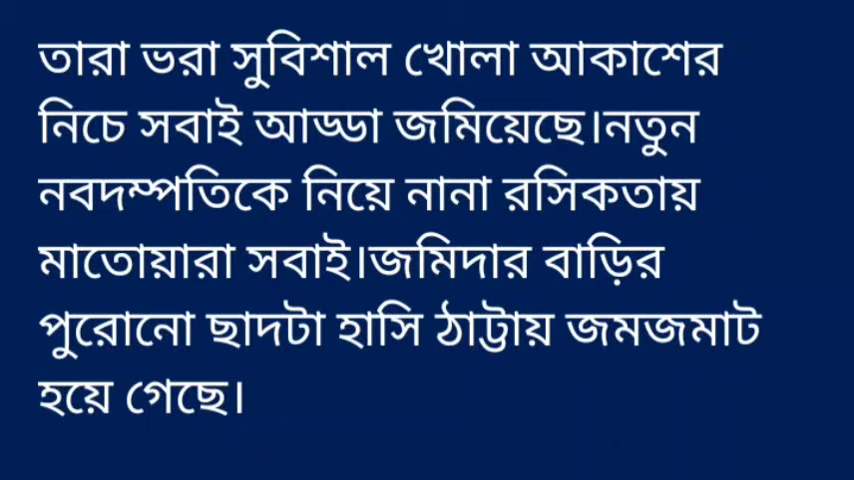 তারা ভরা সুবিশাল খোলা আকাশের
নিচে সবাই আড্ডা জমিয়েছে।নতুন
নবদম্পতিকে নিয়ে নানা রসিকতায়
মাতোয়ারা সবাই।জমিদার বাড়ির
পুরোনো ছাদটা হাসি ঠাট্টায় জমজমাট
হয়ে গেছে।